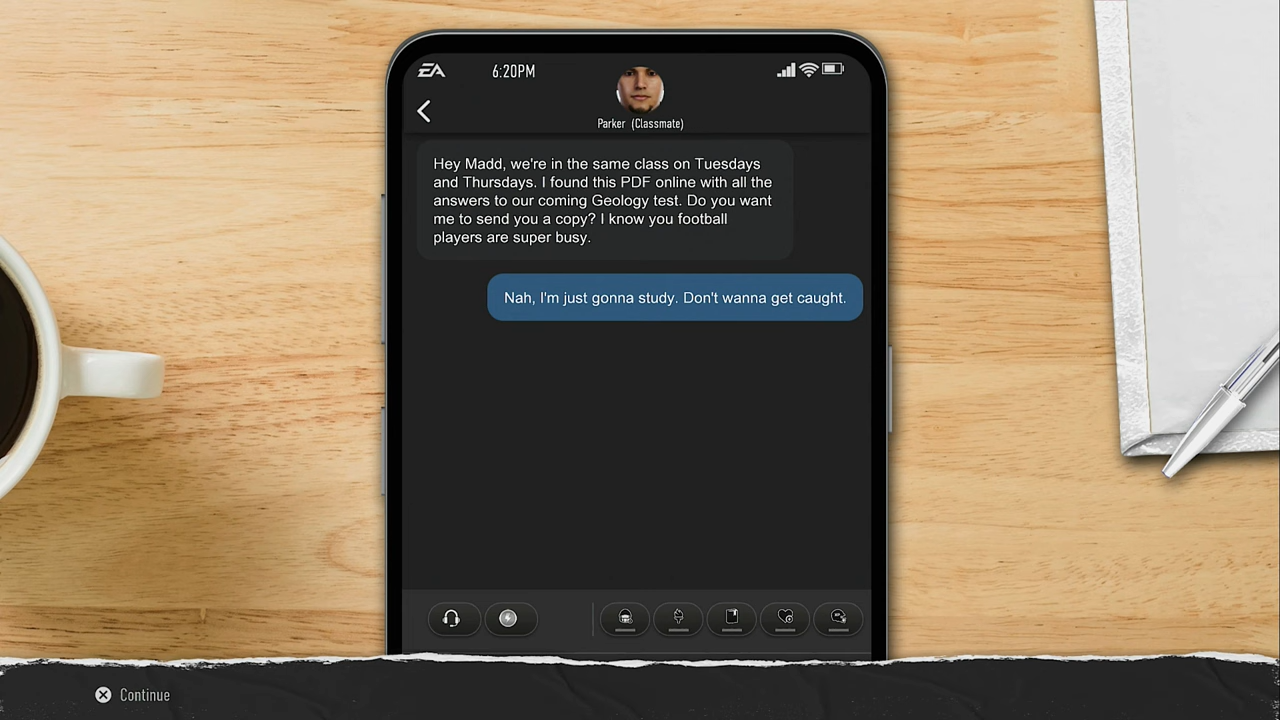 EA
6:20PM
Parker (Classmate)
Hey Madd, we're in the same class on Tuesdays
and Thursdays. I found this PDF online with all the
answers to our coming Geology test. Do you want
me to send you a copy? I know you football
players are super busy.
Nah, I'm just gonna study. Don't wanna get caught.
Continue